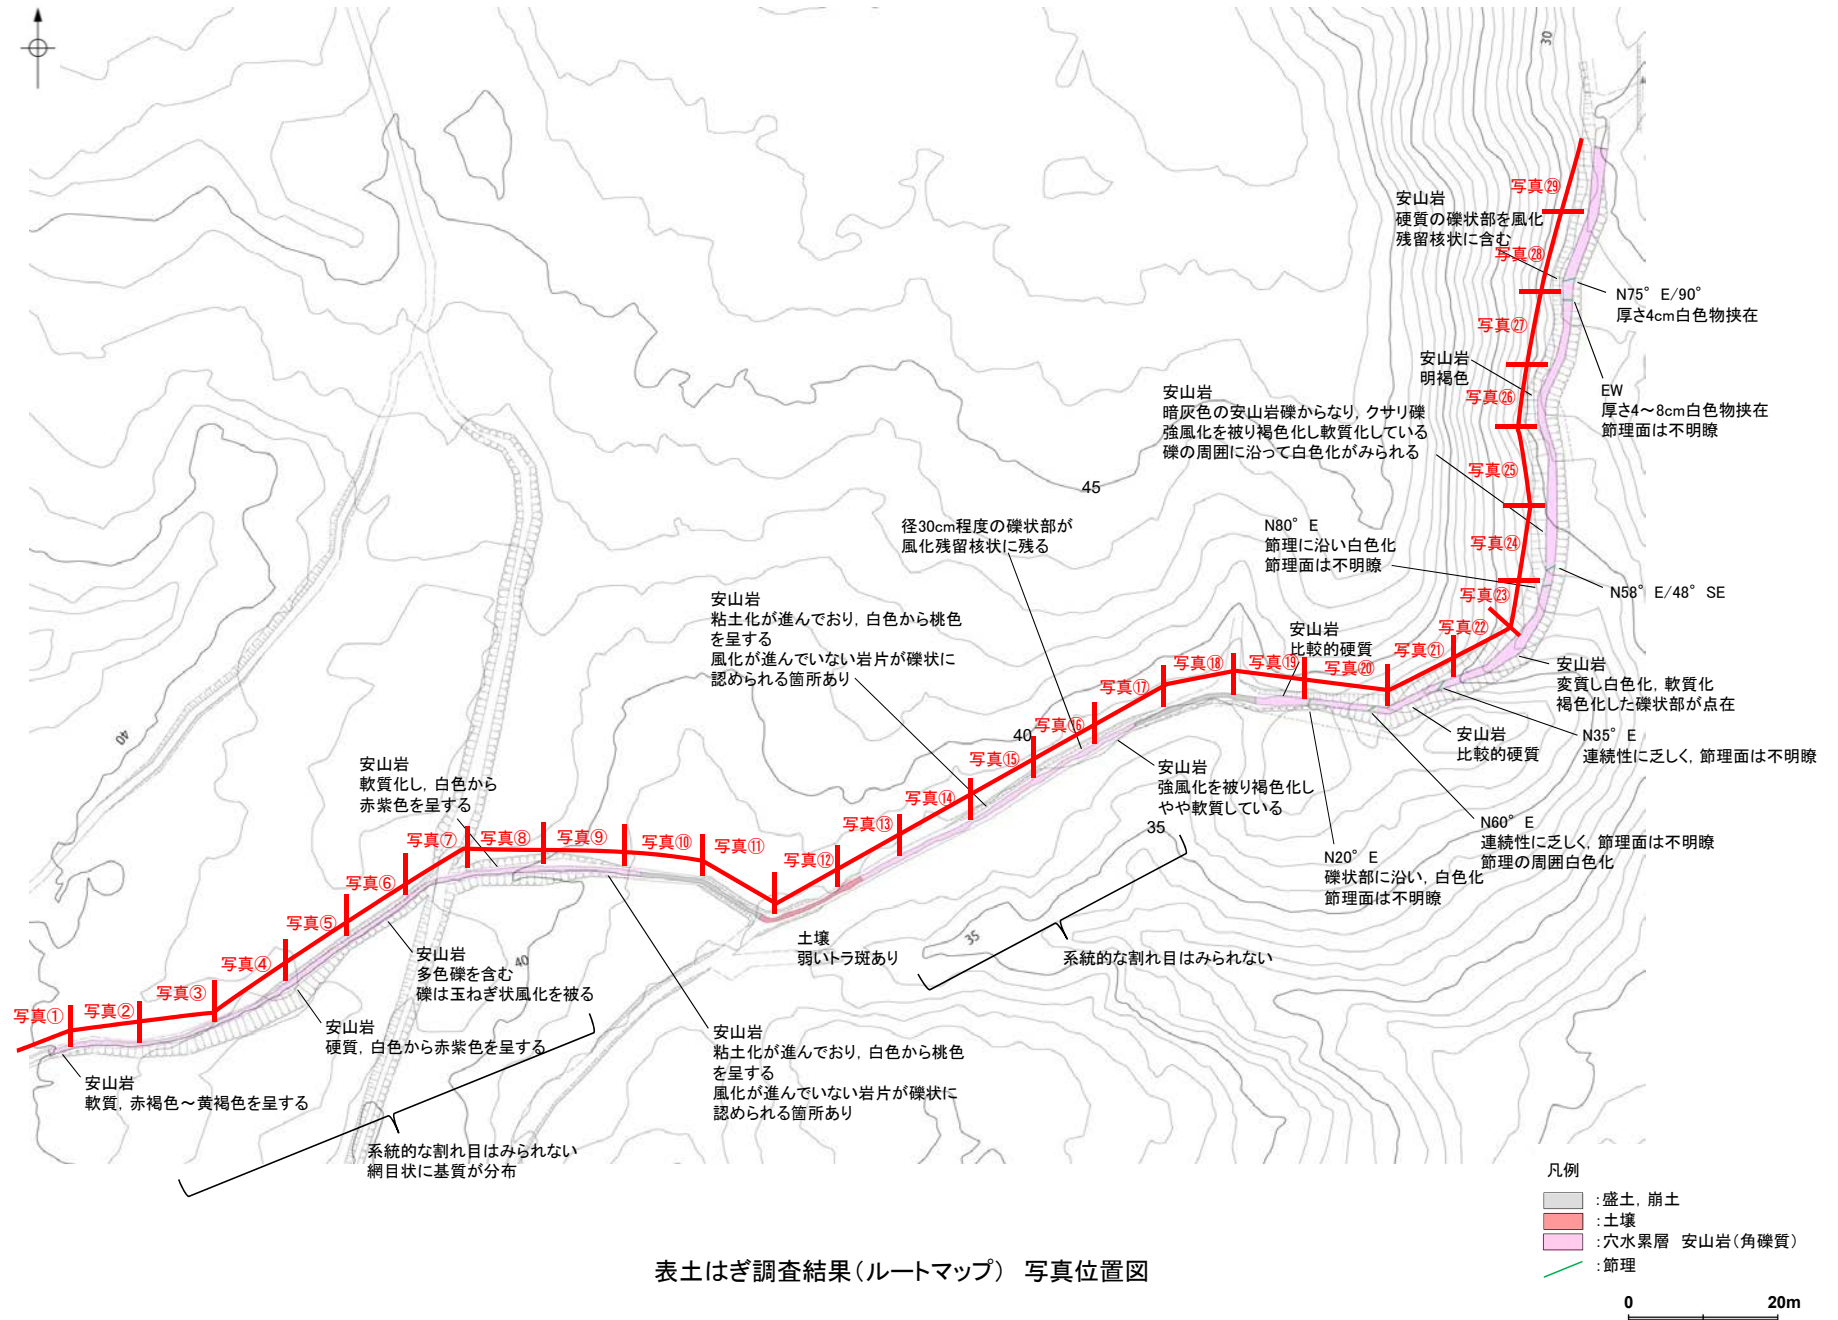 30
写真㉙
安山岩
硬質の礫状部を風化
残留核状に含む
写真㉘
N75° E/90°
厚さ4cm白色物挟在
写真㉗
安山岩
明褐色
EW
厚さ4～8cm白色物挟在
節理面は不明瞭
写真㉖
安山岩
暗灰色の安山岩礫からなり, クサリ礫
強風化を被り褐色化し軟質化している
礫の周囲に沿って白色化がみられる
写真㉕
45
径30cm程度の礫状部が
風化残留核状に残る
N80° E
節理に沿い白色化
節理面は不明瞭
写真㉔
N58° E/48° SE
写真㉓
安山岩
粘土化が進んでおり, 白色から桃色
を呈する
風化が進んでいない岩片が礫状に
認められる箇所あり
写真㉒
安山岩
比較的硬質
写真㉑
写真⑳
写真⑲
写真⑱
写真⑰
安山岩
変質し白色化, 軟質化
褐色化した礫状部が点在
写真⑯
40
40
安山岩
比較的硬質
N35° E
連続性に乏しく, 節理面は不明瞭
写真⑮
安山岩
軟質化し, 白色から
赤紫色を呈する
安山岩
強風化を被り褐色化し
やや軟質している
写真⑭
写真⑬
35
N60° E
連続性に乏しく, 節理面は不明瞭
節理の周囲白色化
写真⑦
写真⑧
写真⑨
写真⑩
写真⑪
写真⑫
N20° E
礫状部に沿い, 白色化
節理面は不明瞭
写真⑥
写真⑤
写真④
写真③
写真②
写真①
安山岩
多色礫を含む
礫は玉ねぎ状風化を被る
40
土壌
弱いトラ斑あり
35
系統的な割れ目はみられない
安山岩
硬質, 白色から赤紫色を呈する
安山岩
粘土化が進んでおり, 白色から桃色
を呈する
風化が進んでいない岩片が礫状に
認められる箇所あり
安山岩
軟質, 赤褐色～黄褐色を呈する
系統的な割れ目はみられない
網目状に基質が分布
凡例
:盛土, 崩土
:土壌
:穴水累層 安山岩(角礫質)
:節理
表土はぎ調査結果(ルートマップ) 写真位置図
0 20m